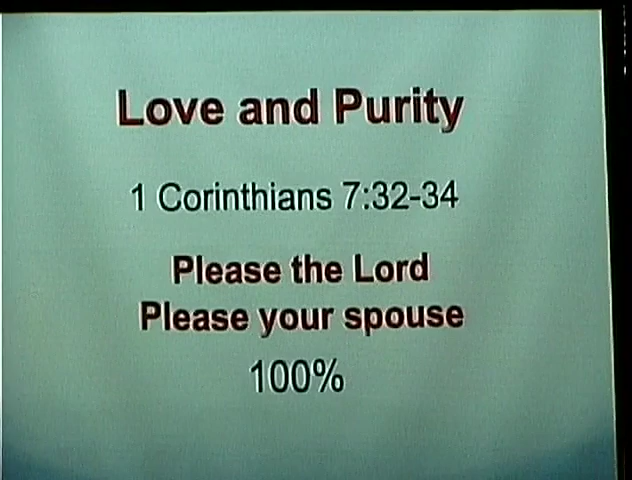 Love and Purity
1 Corinthians 7:32-34
Please the Lord
Please your spouse
100%